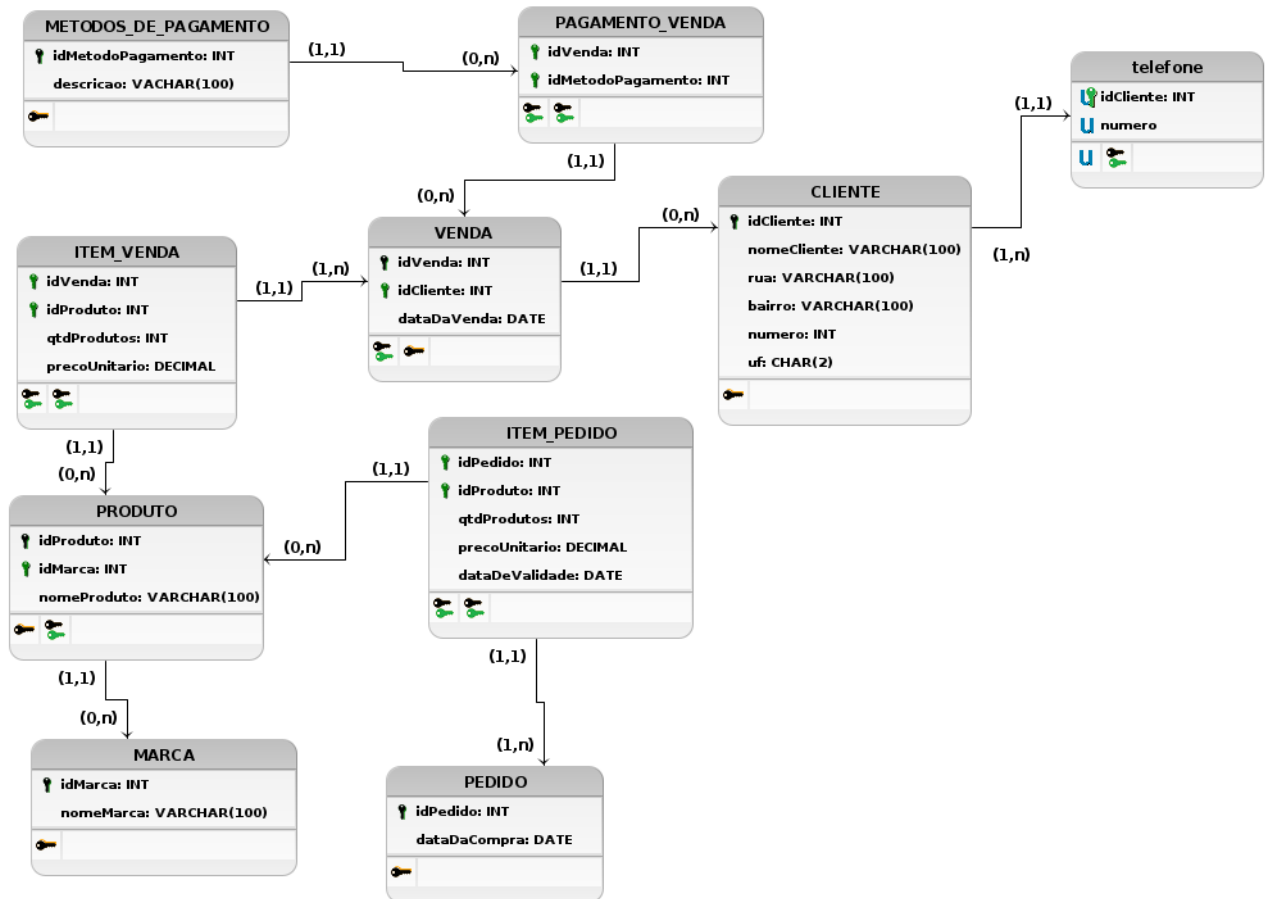 METODOS_DE_PAGAMENTO
idMetodoPagamento: INT
descricao: VACHAR(100)
(1,1)
(0,n)
PAGAMENTO_VENDA
idVenda: INT
idMetodoPagamento: INT
(1,1)
(0,n)
telefone
U idCliente: INT
U numero
U
(1,1)
(1,n)
CLIENTE
idCliente: INT
nomeCliente: VARCHAR(100)
rua: VARCHAR(100)
bairro: VARCHAR(100)
numero: INT
uf: CHAR(2)
(0,n)
(1,1)
VENDA
idVenda: INT
idCliente: INT
dataDaVenda: DATE
(1,n)
(1,1)
ITEM_VENDA
idVenda: INT
idProduto: INT
qtdProdutos: INT
precoUnitario: DECIMAL
(1,1)
(0,n)
ITEM_PEDIDO
idPedido: INT
idProduto: INT
qtdProdutos: INT
precoUnitario: DECIMAL
dataDeValidade: DATE
(1,1)
(0,n)
PRODUTO
idProduto: INT
idMarca: INT
nomeProduto: VARCHAR(100)
(1,1)
(0,n)
(1,1)
(1,n)
MARCA
idMarca: INT
nomeMarca: VARCHAR(100)
PEDIDO
idPedido: INT
dataDaCompra: DATE